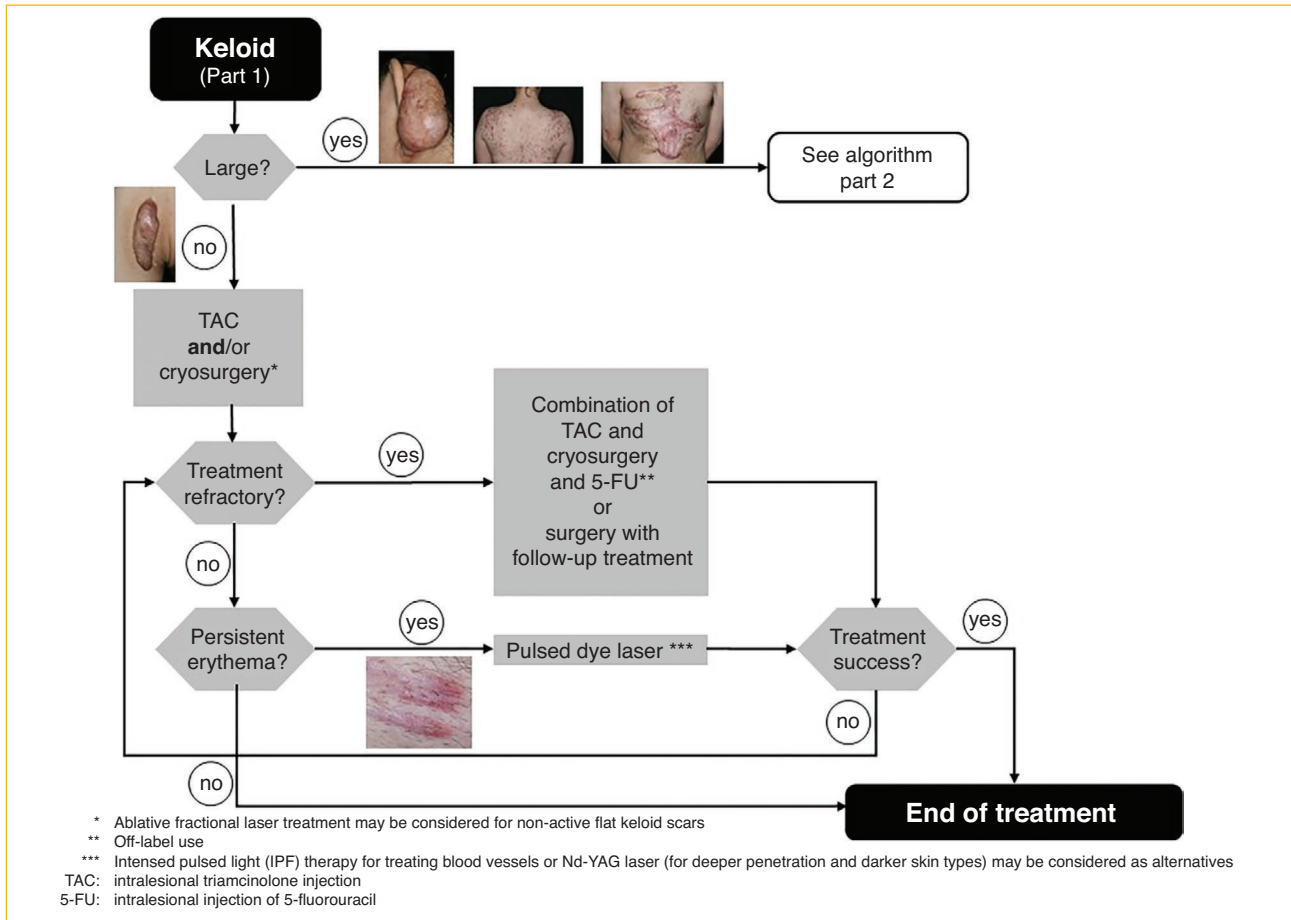 Keloid
(Part 1)
yes
Large?
See algorithm
part 2
no
TAC
and/or
cryosurgery*
Treatment
refractory?
yes
Combination of
TAC and
cryosurgery
and 5-FU**
or
surgery with
follow-up treatment
no
Persistent
erythema?
yes
Pulsed dye laser ***
Treatment
success?
yes
no
no
End of treatment
* Ablative fractional laser treatment may be considered for non-active flat keloid scars
** Off-label use
*** Intensed pulsed light (IPF) therapy for treating blood vessels or Nd-YAG laser (for deeper penetration and darker skin types) may be considered as alternatives
TAC: intralesional triamcinolone injection
5-FU: intralesional injection of 5-fluorouracil